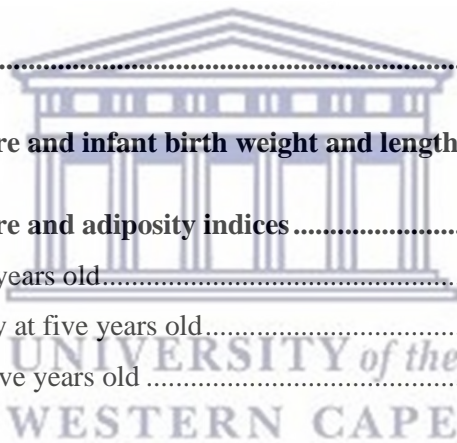 ...............................................
re and infant birth weight and length
re and adiposity indices.......................
years old.............................................
y at five years old.................................
ve years old ........................................
UNIVERSITY of the
WESTERN CAPE